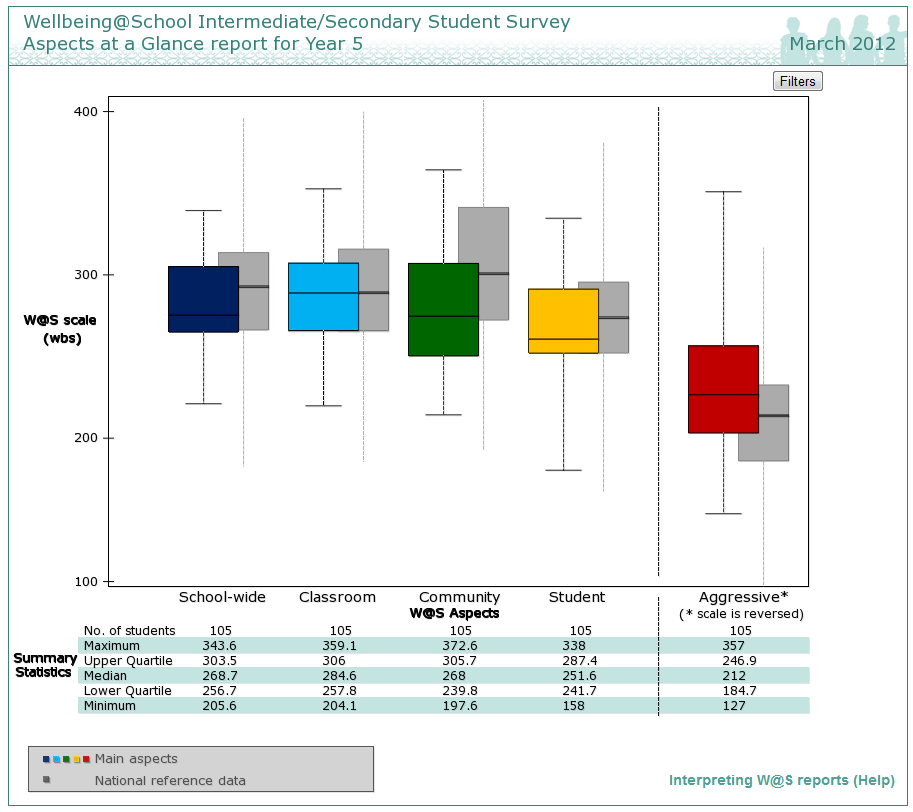 Wellbeing@School Intermediate/Secondary Student Survey
Aspects at a Glance report for Year 5
March 2012
Filters
400
300
W@S scale
(wbs)
200
100
School-wide Classroom Community Student Aggressive*
W@S Aspects (* scale is reversed)
No. of students 105 105 105 105 105
Maximum 343.6 359.1 372.6 338 357
Summary Statistics
Upper Quartile 303.5 306 305.7 287.4 246.9
Median 268.7 284.6 268 251.6 212
Lower Quartile 256.7 257.8 239.8 241.7 184.7
Minimum 205.6 204.1 197.6 158 127
Main aspects
National reference data
Interpreting W@S reports (Help)